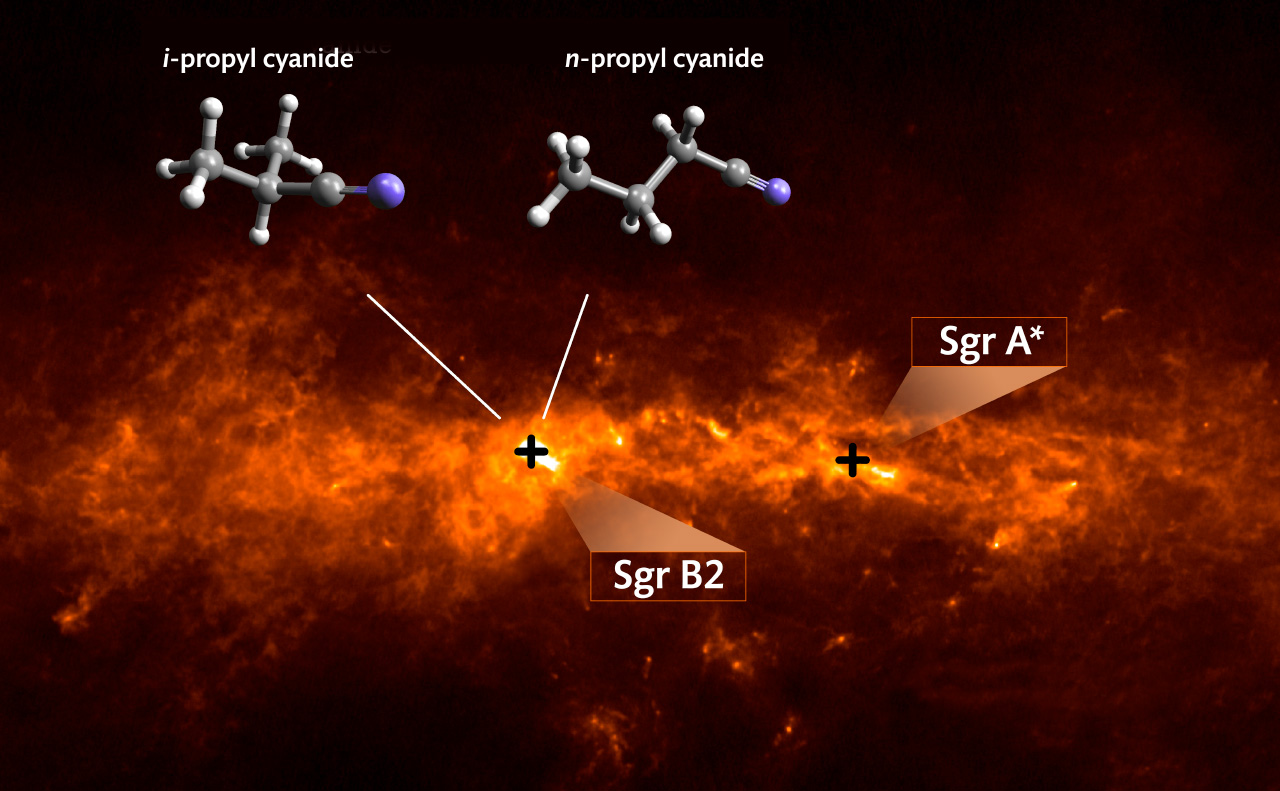 i-propyl cyanide
n-propyl cyanide
Sgr A*
Sgr B2